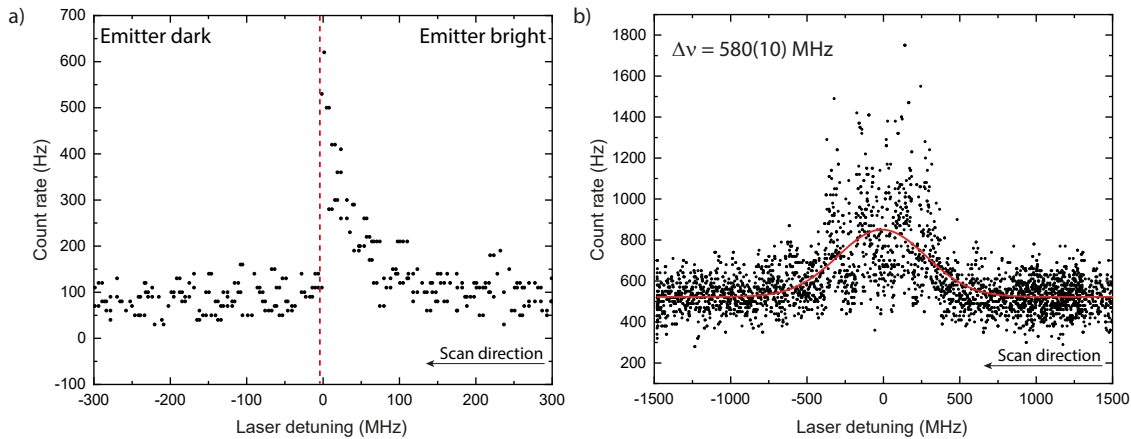 a)
Emitter dark
Emitter bright
700
600
500
400
300
200
100
0
-100
Count rate (Hz)
Scan direction
-300
-200
-100
0
100
200
300
Laser detuning (MHz)
b)
Δν = 580(10) MHz
1800
1600
1400
1200
1000
800
600
400
200
Count rate (Hz)
Scan direction
-1500
-1000
-500
0
500
1000
1500
Laser detuning (MHz)